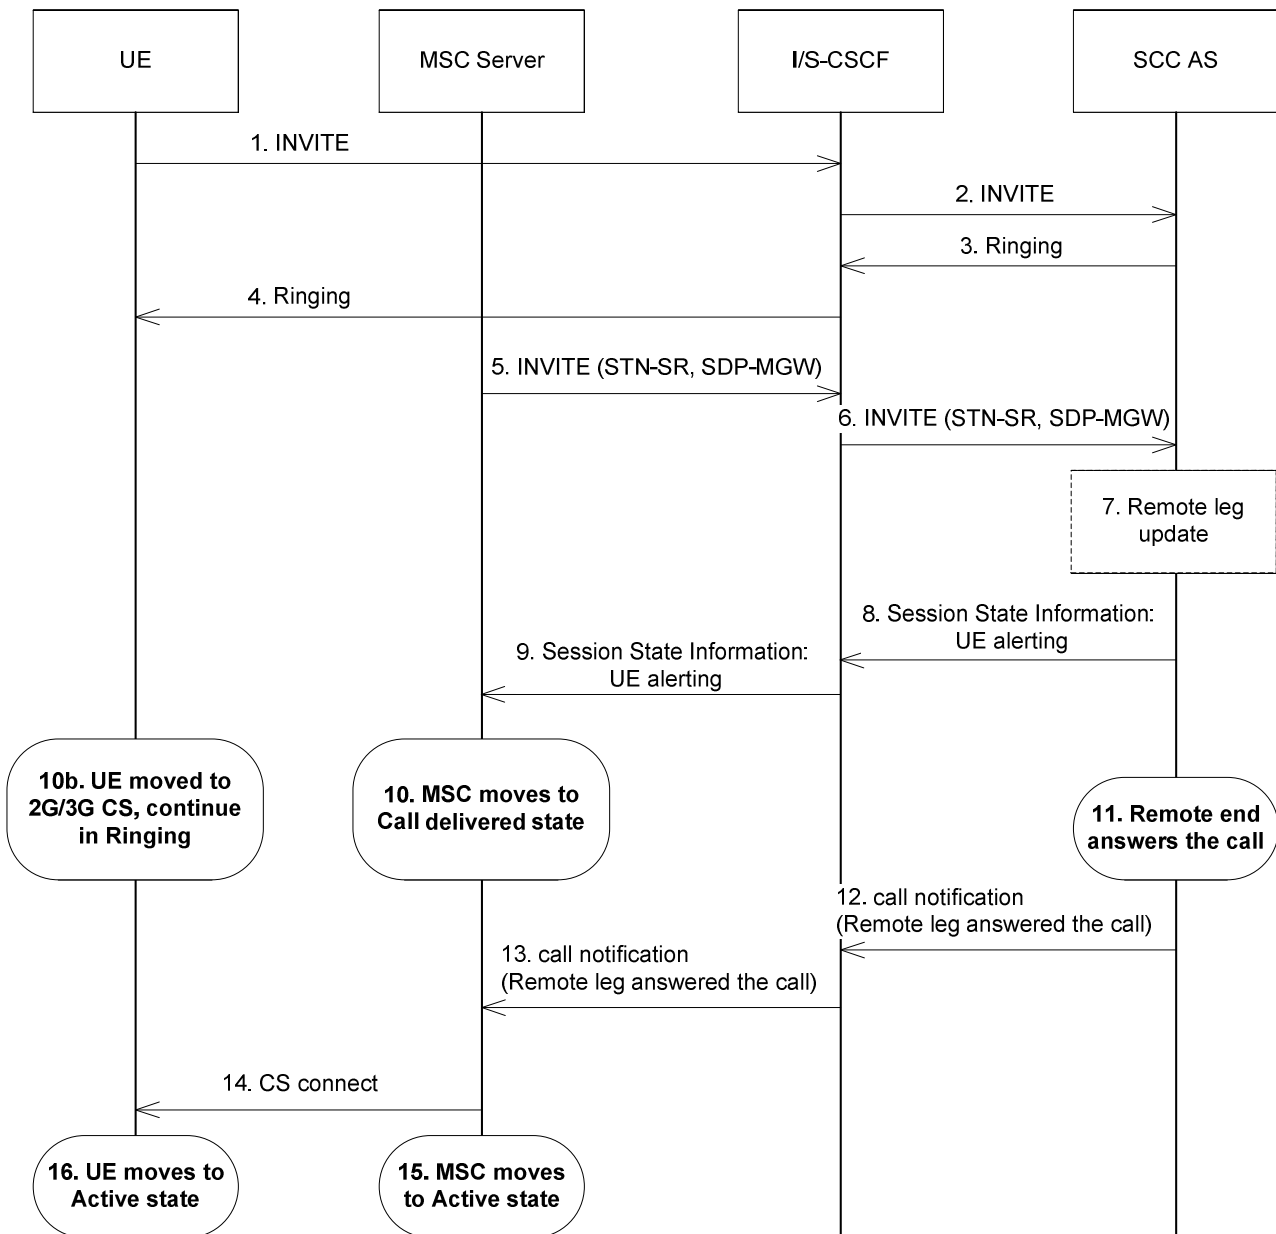 UE
MSC Server
I/S-CSCF
SCC AS
1. INVITE
2. INVITE
3. Ringing
4. Ringing
5. INVITE (STN-SR, SDP-MGW)
6. INVITE (STN-SR, SDP-MGW)
7. Remote leg
update
8. Session State Information:
UE alerting
9. Session State Information:
UE alerting
10b. UE moved to
2G/3G CS, continue
in Ringing
10. MSC moves to
Call delivered state
11. Remote end
answers the call
12. call notification
(Remote leg answered the call)
13. call notification
(Remote leg answered the call)
14. CS connect
16. UE moves to
Active state
15. MSC moves
to Active state